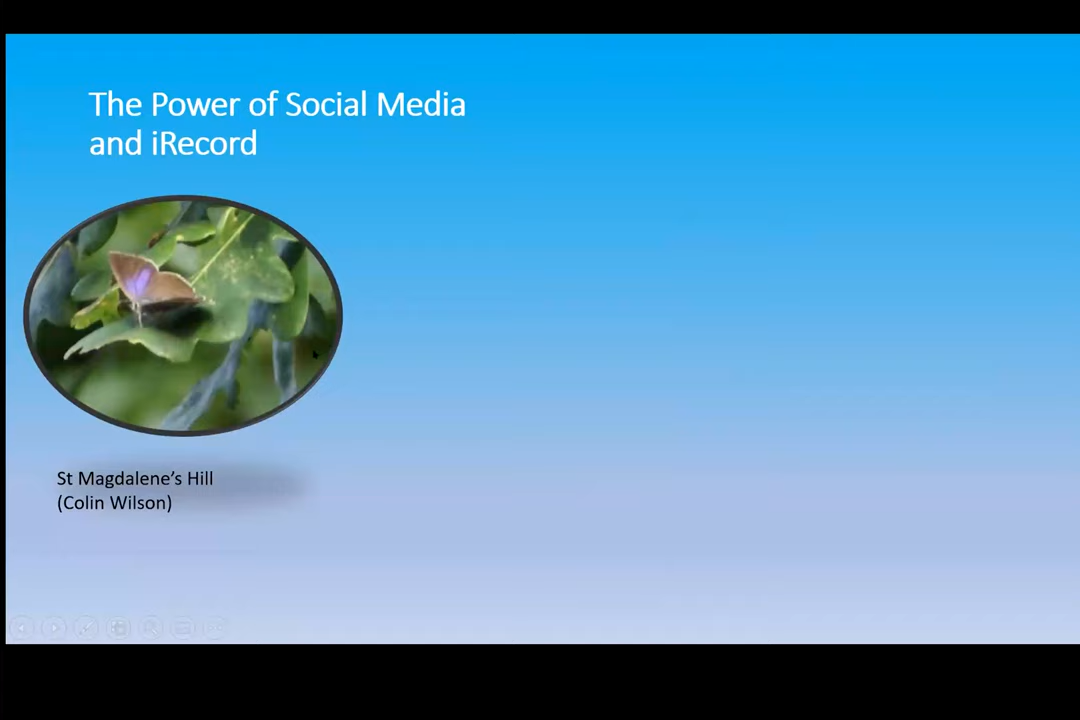 The Power of Social Media
and iRecord
St Magdalene's Hill
(Colin Wilson)